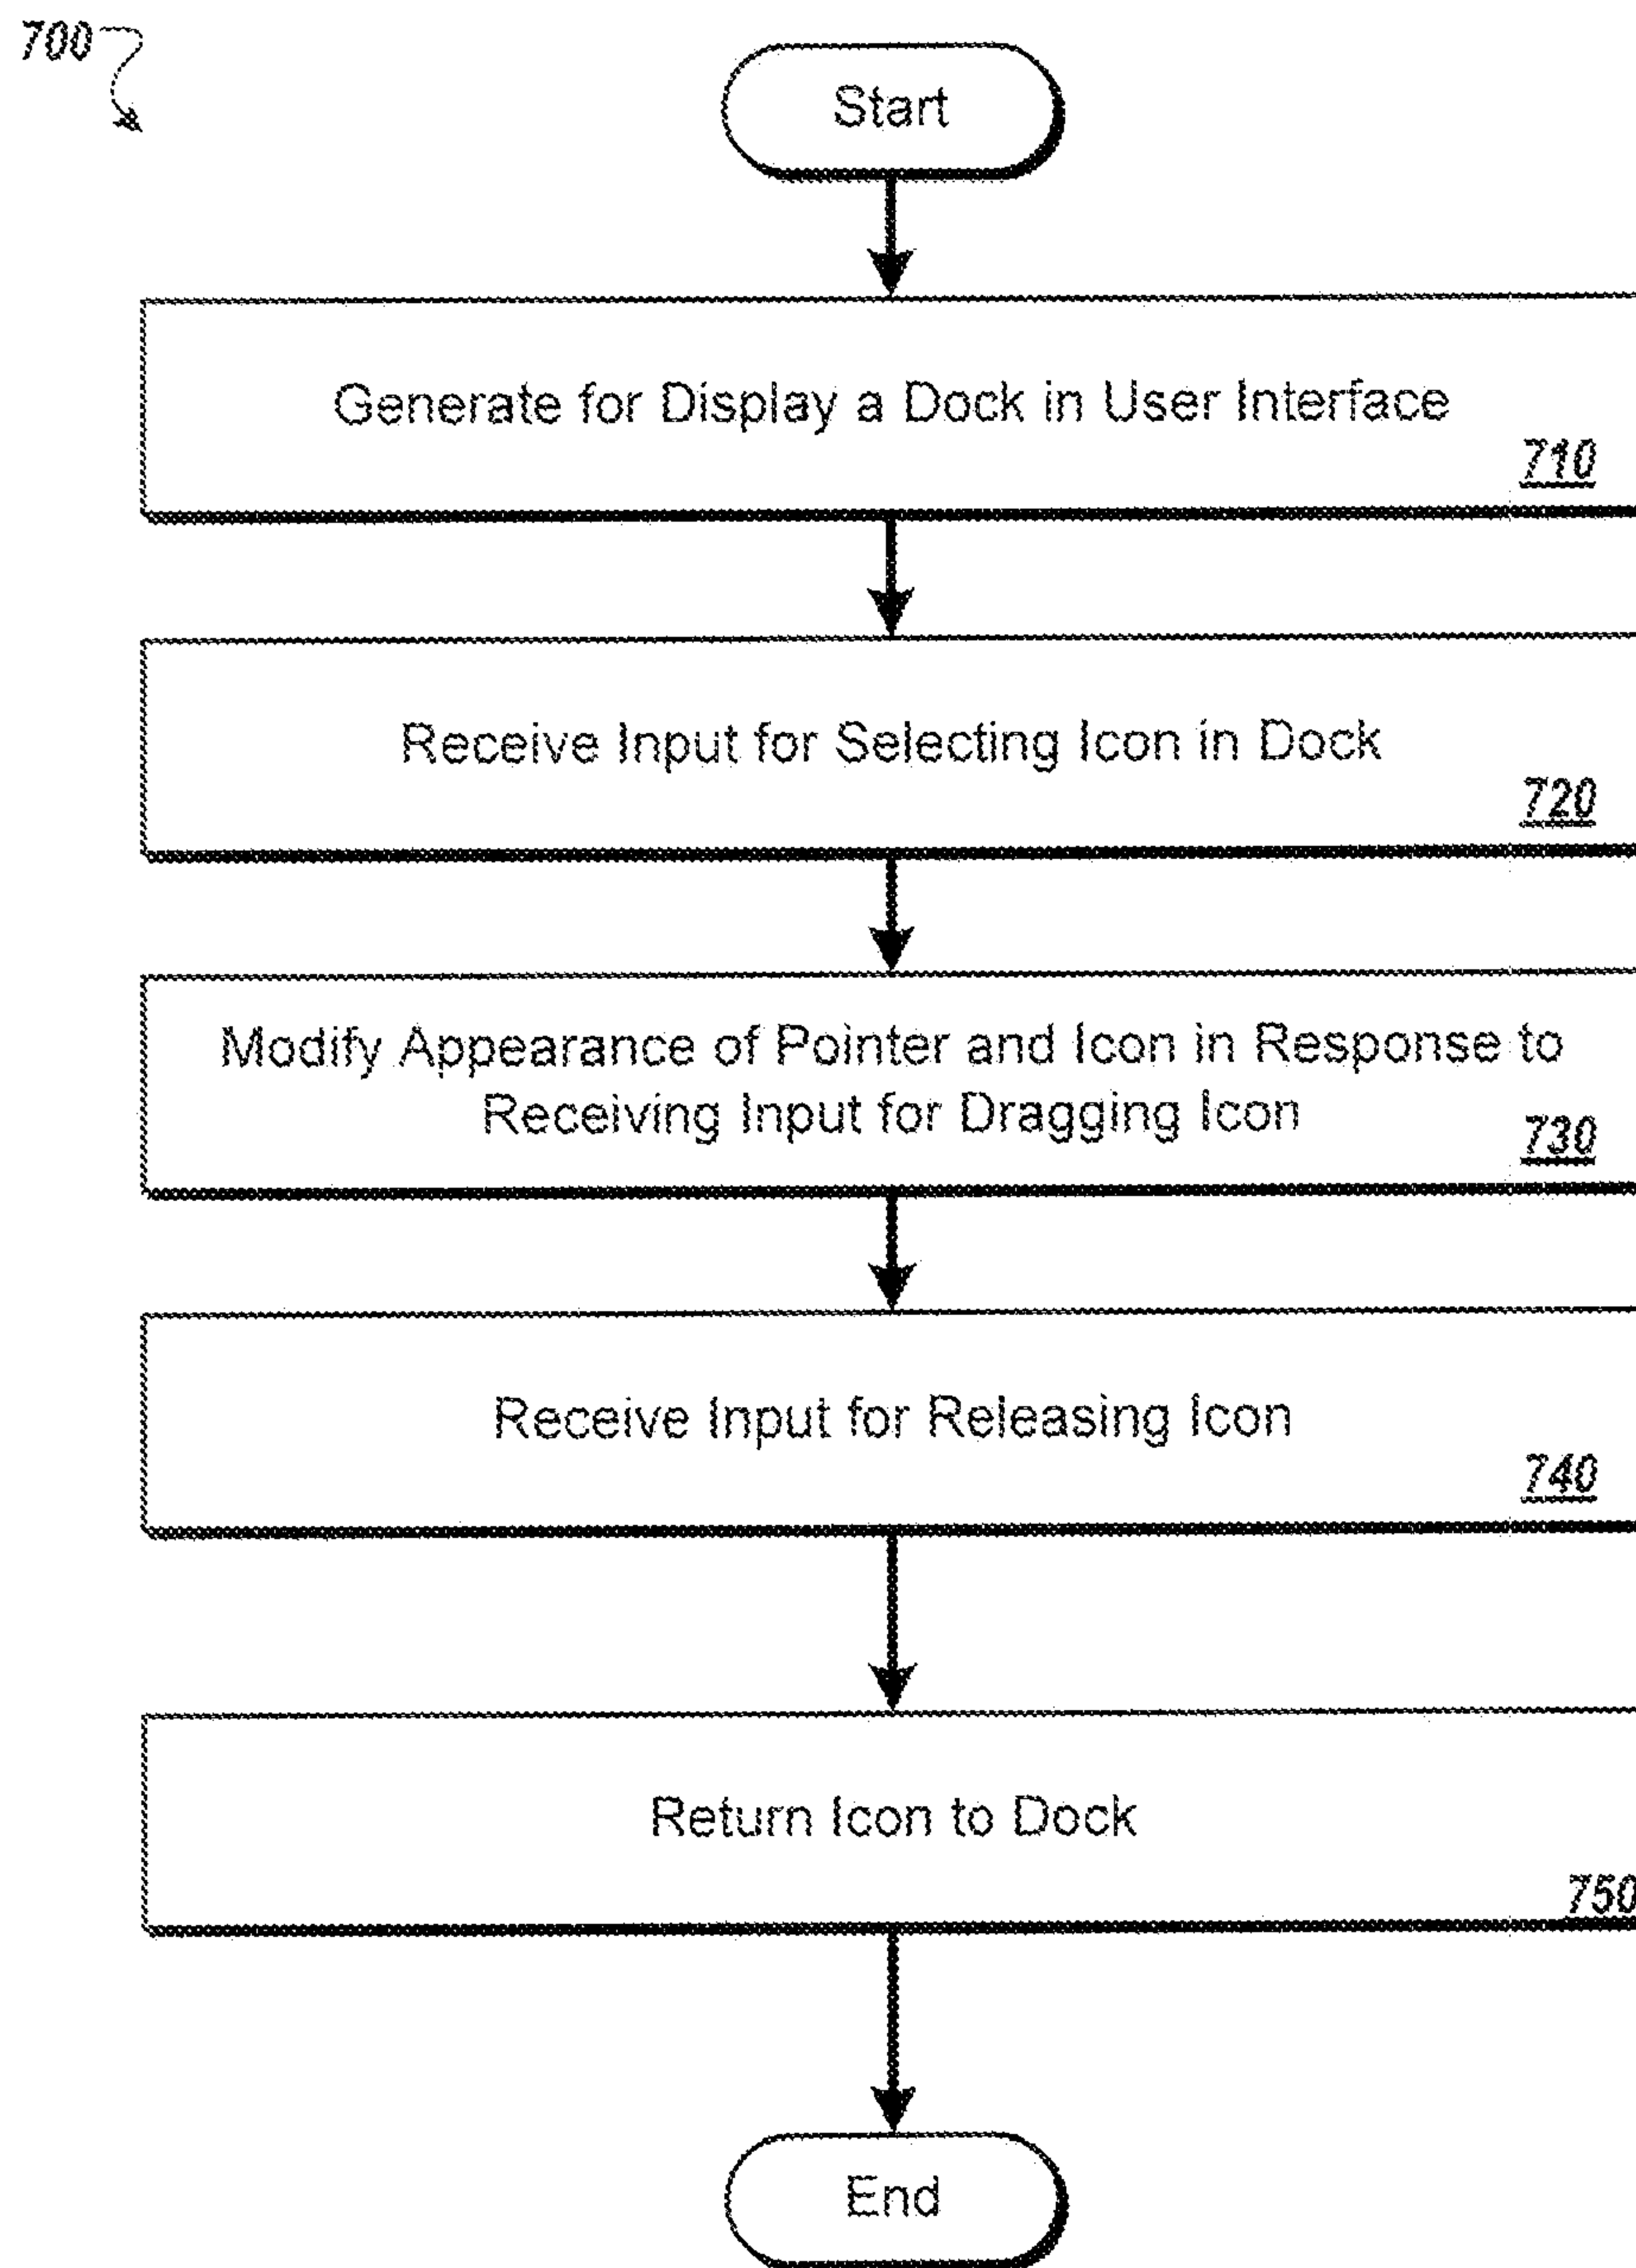 700
Start
Generate for Display a Dock in User Interface
710
Receive Input for Selecting Icon in Dock
720
Modify Appearance of Pointer and Icon in Response to
Receiving Input for Dragging Icon
730
Receive Input for Releasing Icon
740
Return Icon to Dock
750
End